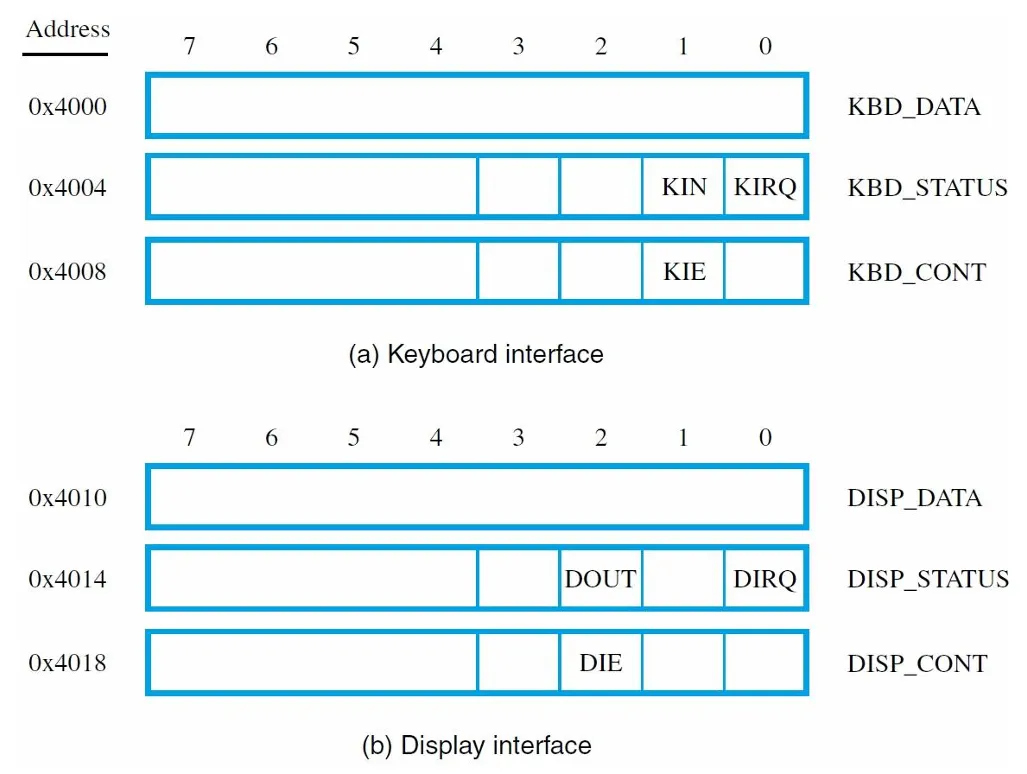 Address
7 6 5 4 3 2 1 0
0x4000 KBD_DATA
0x4004 KIN KIRQ KBD_STATUS
0x4008 KIE KBD_CONT
(a) Keyboard interface
7 6 5 4 3 2 1 0
0x4010 DISP_DATA
0x4014 DOUT DIRQ DISP_STATUS
0x4018 DIE DISP_CONT
(b) Display interface